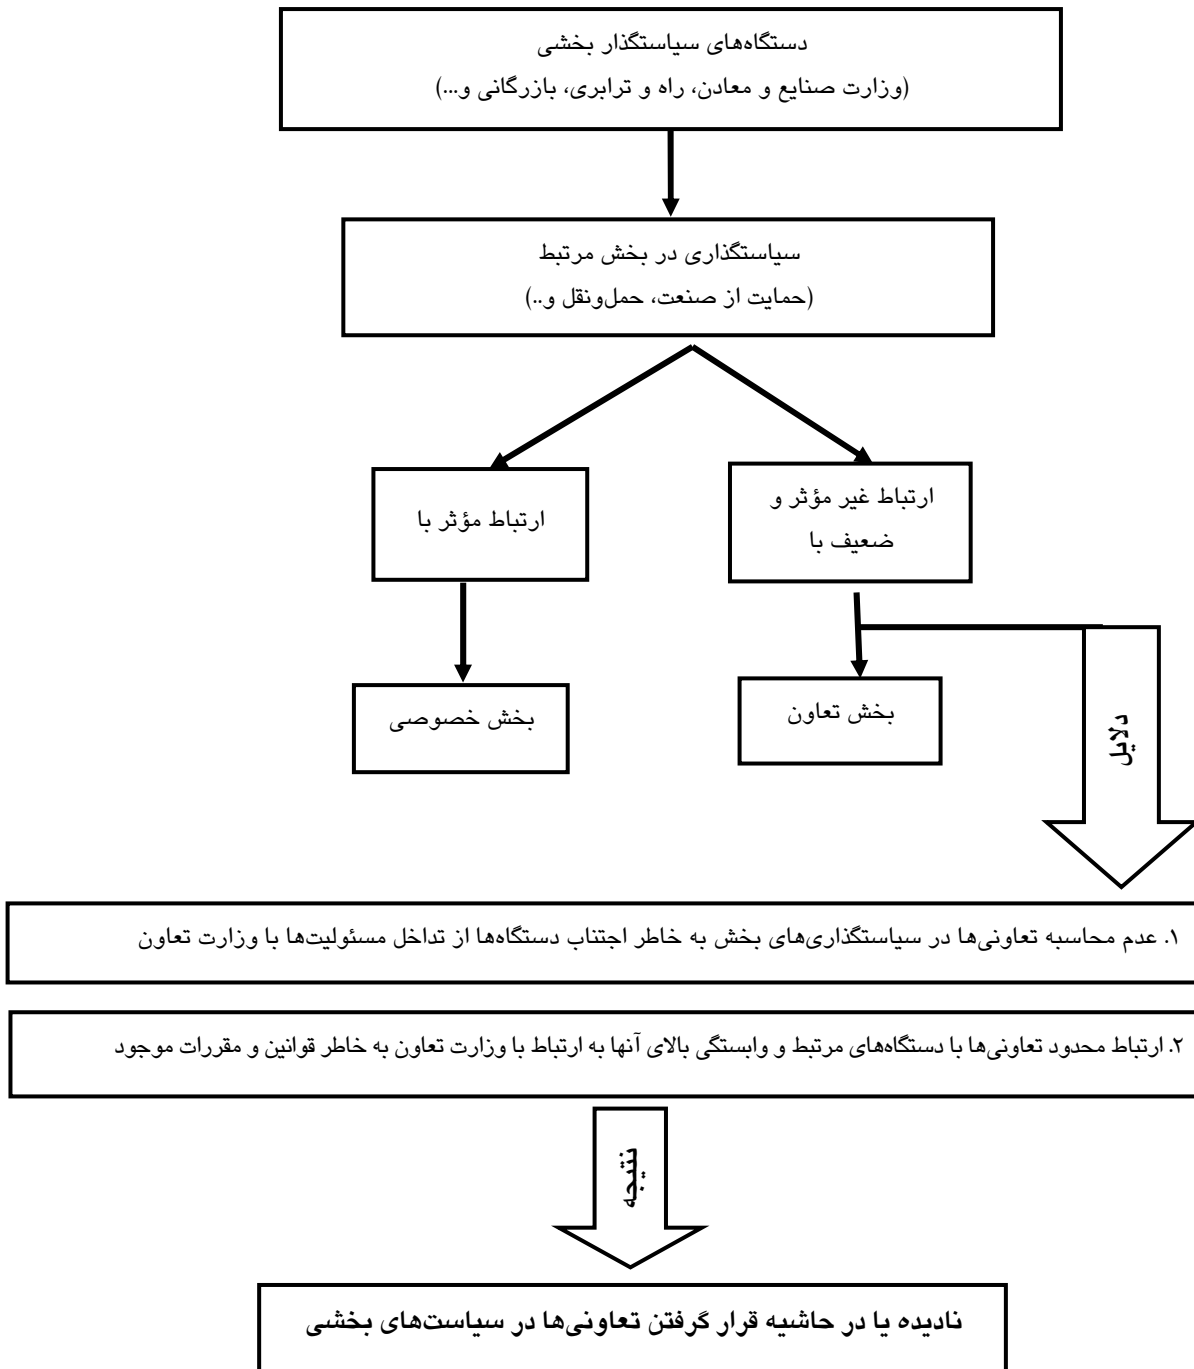 دستگاه‌های سیاستگذار بخشی
(وزارت صنایع و معادن، راه و ترابری، بازرگانی و...)
سیاستگذاری در بخش مرتبط
(حمایت از صنعت، حمل‌ونقل و..)
ارتباط غیر مؤثر و
ضعیف با
ارتباط مؤثر با
بخش تعاون
بخش خصوصی
دلایل
۱. عدم محاسبه تعاونی‌ها در سیاستگذاری‌های بخش به خاطر اجتناب دستگاه‌ها از تداخل مسئولیت‌ها با وزارت تعاون
۲. ارتباط محدود تعاونی‌ها با دستگاه‌های مرتبط و وابستگی بالای آنها به ارتباط با وزارت تعاون به خاطر قوانین و مقررات موجود
نتیجه
نادیده یا در حاشیه قرار گرفتن تعاونی‌ها در سیاست‌های بخشی